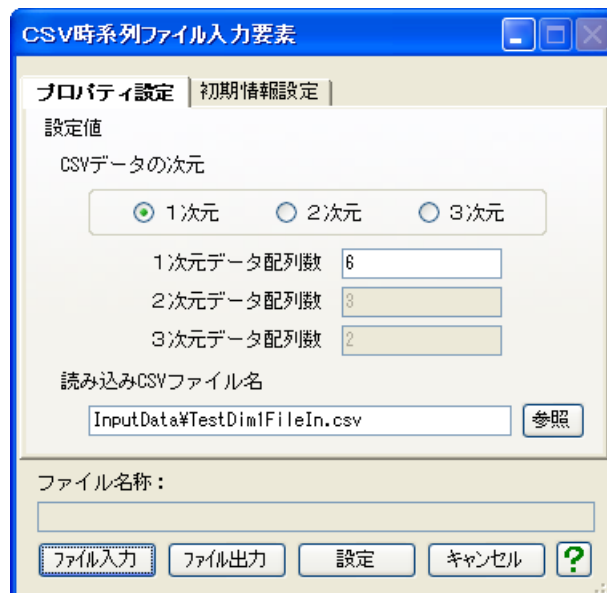 CSV時系列ファイル入力要素
プロパティ設定 初期情報設定
設定値
CSVデータの次元
1次元 2次元 3次元
1次元データ配列数 6
2次元データ配列数 3
3次元データ配列数 2
読み込みCSVファイル名
InputData¥TestDim1FileIn.csv 参照
ファイル名称：
ファイル入力 ファイル出力 設定 キャンセル ?